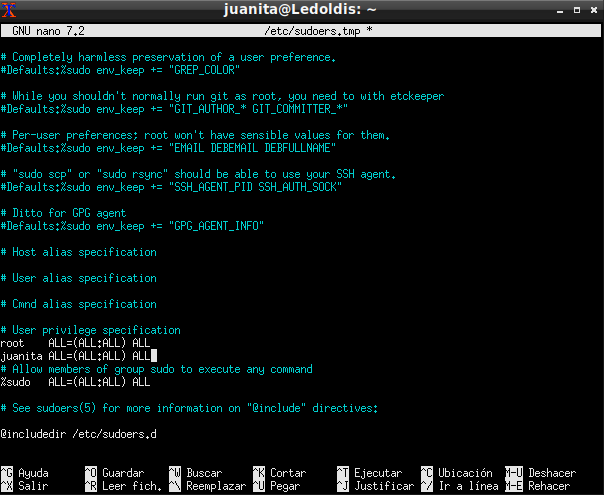 juanita@Ledoldis: ~
GNU nano 7.2 /etc/sudoers.tmp *
# Completely harmless preservation of a user preference.
#Defaults:%sudo env_keep += "GREP_COLOR"
# While you shouldn't normally run git as root, you need to with etckeeper
#Defaults:%sudo env_keep += "GIT_AUTHOR_* GIT_COMMITTER_*"
# Per-user preferences; root won't have sensible values for them.
#Defaults:%sudo env_keep += "EMAIL DEBEMAIL DEBFULLNAME"
# "sudo scp" or "sudo rsync" should be able to use your SSH agent.
#Defaults:%sudo env_keep += "SSH_AGENT_PID SSH_AUTH_SOCK"
# Ditto for GPG agent
#Defaults:%sudo env_keep += "GPG_AGENT_INFO"
# Host alias specification
# User alias specification
# Cmnd alias specification
# User privilege specification
root ALL=(ALL:ALL) ALL
juanita ALL=(ALL:ALL) ALL
# Allow members of group sudo to execute any command
%sudo ALL=(ALL:ALL) ALL
# See sudoers(5) for more information on "@include" directives:
@includedir /etc/sudoers.d
^G Ayuda ^O Guardar ^W Buscar ^K Cortar ^T Ejecutar ^C Ubicación M-U Deshacer
^X Salir ^R Leer fich. ^\ Reemplazar ^U Pegar ^J Justificar ^/ Ir a línea M-E Rehacer